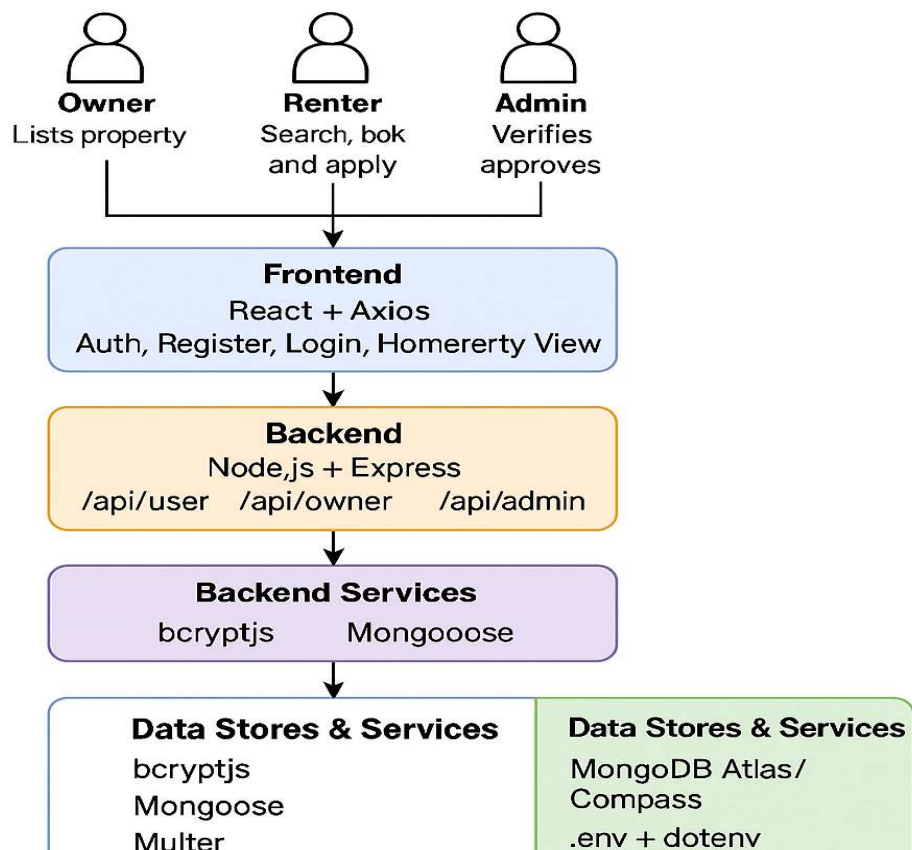 Owner
Lists property
Renter
Search, bok
and apply
Admin
Verifies
approves
Frontend
React + Axios
Auth, Register, Login, Homererty View
Backend
Node,js + Express
/api/user /api/owner /api/admin
Backend Services
bcryptjs Mongooose
Data Stores & Services
bcryptjs
Mongoose
Multer
Data Stores & Services
MongoDB Atlas/
Compass
.env + dotenv